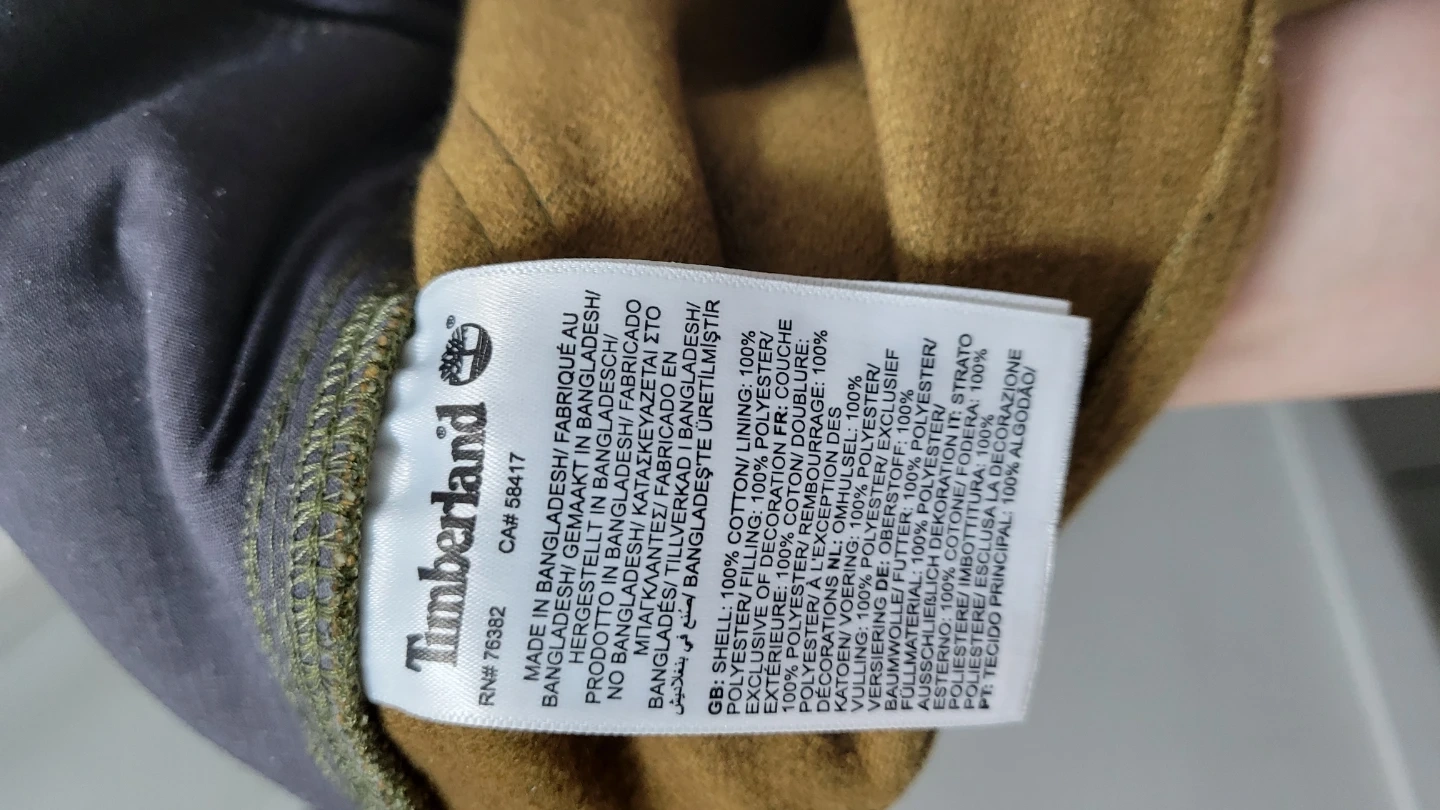 Timberland®
®
RN# 76382 CA# 58417
MADE IN BANGLADESH/ FABRIQUÉ AU
BANGLADESH/ GEMAAKT IN BANGLADESH/
HERGESTELLT IN BANGLADESCH/
PRODOTTO IN BANGLADESH/ FABRICADO
NO BANGLADESH/ ΚΑΤΑΣΚΕΥΑΖΕΤΑΙ ΣΤΟ
ΜΠΑΓΚΛΑΝΤΕΣ/ FABRICADO EN
BANGLADÉS/ TILLVERKAD I BANGLADESH/
صنع في بنغلاديش/ BANGLADEŞ'TE ÜRETİLMİŞTİR
GB: SHELL: 100% COTTON/ LINING: 100%
POLYESTER/ FILLING: 100% POLYESTER/
EXCLUSIVE OF DECORATION FR: COUCHE
EXTÉRIEURE: 100% COTON/ DOUBLURE:
100% POLYESTER/ REMBOURRAGE: 100%
POLYESTER/ À L'EXCEPTION DES
DÉCORATIONS NL: OMHULSEL: 100%
KATOEN/ VOERING: 100% POLYESTER/
VULLING: 100% POLYESTER/ EXCLUSIEF
VERSIERING DE: OBERSTOFF: 100%
BAUMWOLLE/ FUTTER: 100% POLYESTER/
FÜLLMATERIAL: 100% POLYESTER/
AUSSCHLIEßLICH DEKORATION IT: STRATO
ESTERNO: 100% COTONE/ FODERA: 100%
POLIESTERE/ IMBOTTITURA: 100%
POLIESTERE/ ESCLUSA LA DECORAZIONE
PT: TECIDO PRINCIPAL: 100% ALGODÃO/